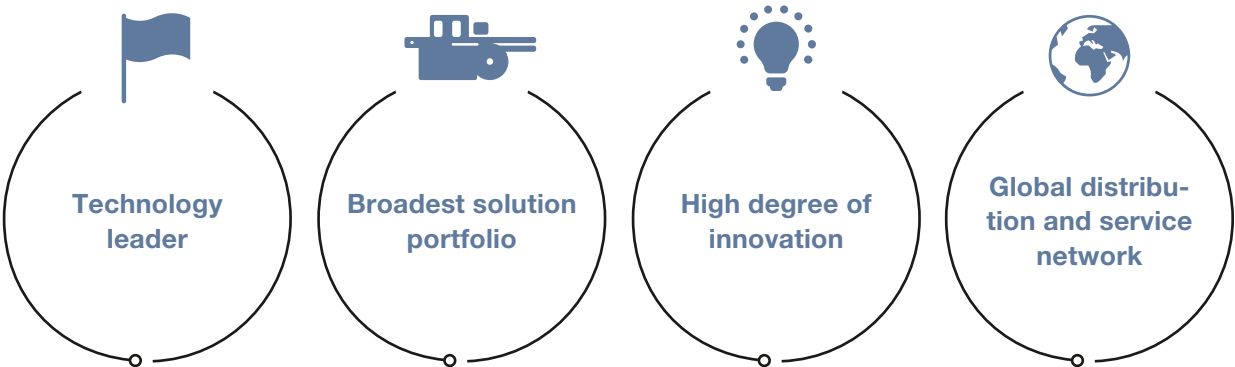 Technology
leader
Broadest solution
portfolio
High degree of
innovation
Global distribu-
tion and service
network